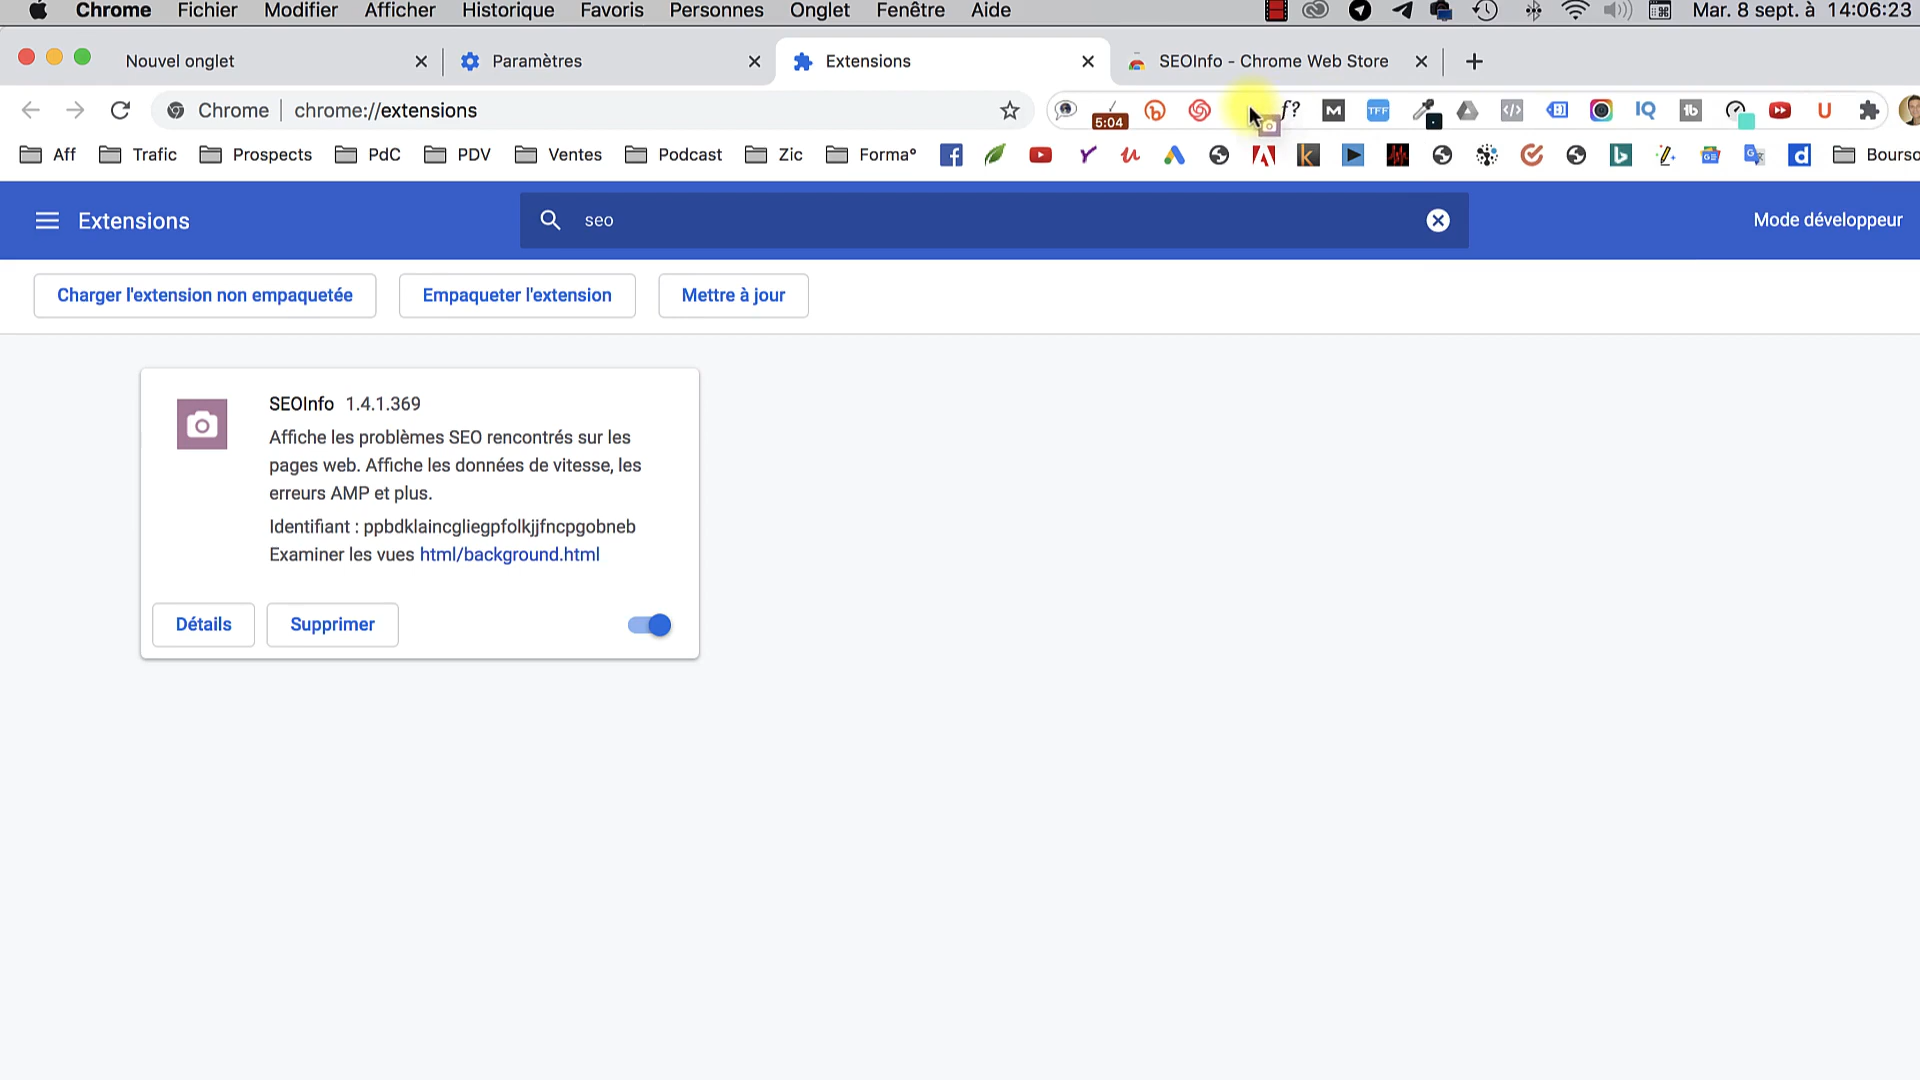 Chrome Fichier Modifier Afficher Historique Favoris Personnes Onglet Fenêtre Aide Mar. 8 sept. à 14:06:23
Nouvel onglet Paramètres Extensions SEOInfo - Chrome Web Store
Chrome chrome://extensions 5:04 f? M TFF IQ tb U
Aff Trafic Prospects PdC PDV Ventes Podcast Zic Forma° Bourso
Extensions seo Mode développeur
Charger l'extension non empaquetée Empaqueter l'extension Mettre à jour
SEOInfo 1.4.1.369
Affiche les problèmes SEO rencontrés sur les
pages web. Affiche les données de vitesse, les
erreurs AMP et plus.
Identifiant : ppbdklaincgliegpfolkjjfncpgobneb
Examiner les vues html/background.html
Détails Supprimer